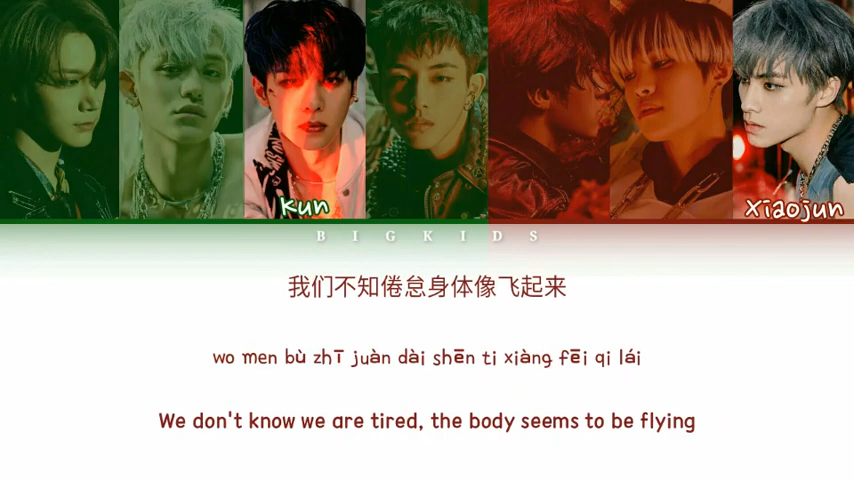 Kun
Xiaojun
BIGKIDS
我们不知倦怠身体像飞起来
wo men bù zhī juàn dài shēn ti xiàng fēi qi lái
We don't know we are tired, the body seems to be flying